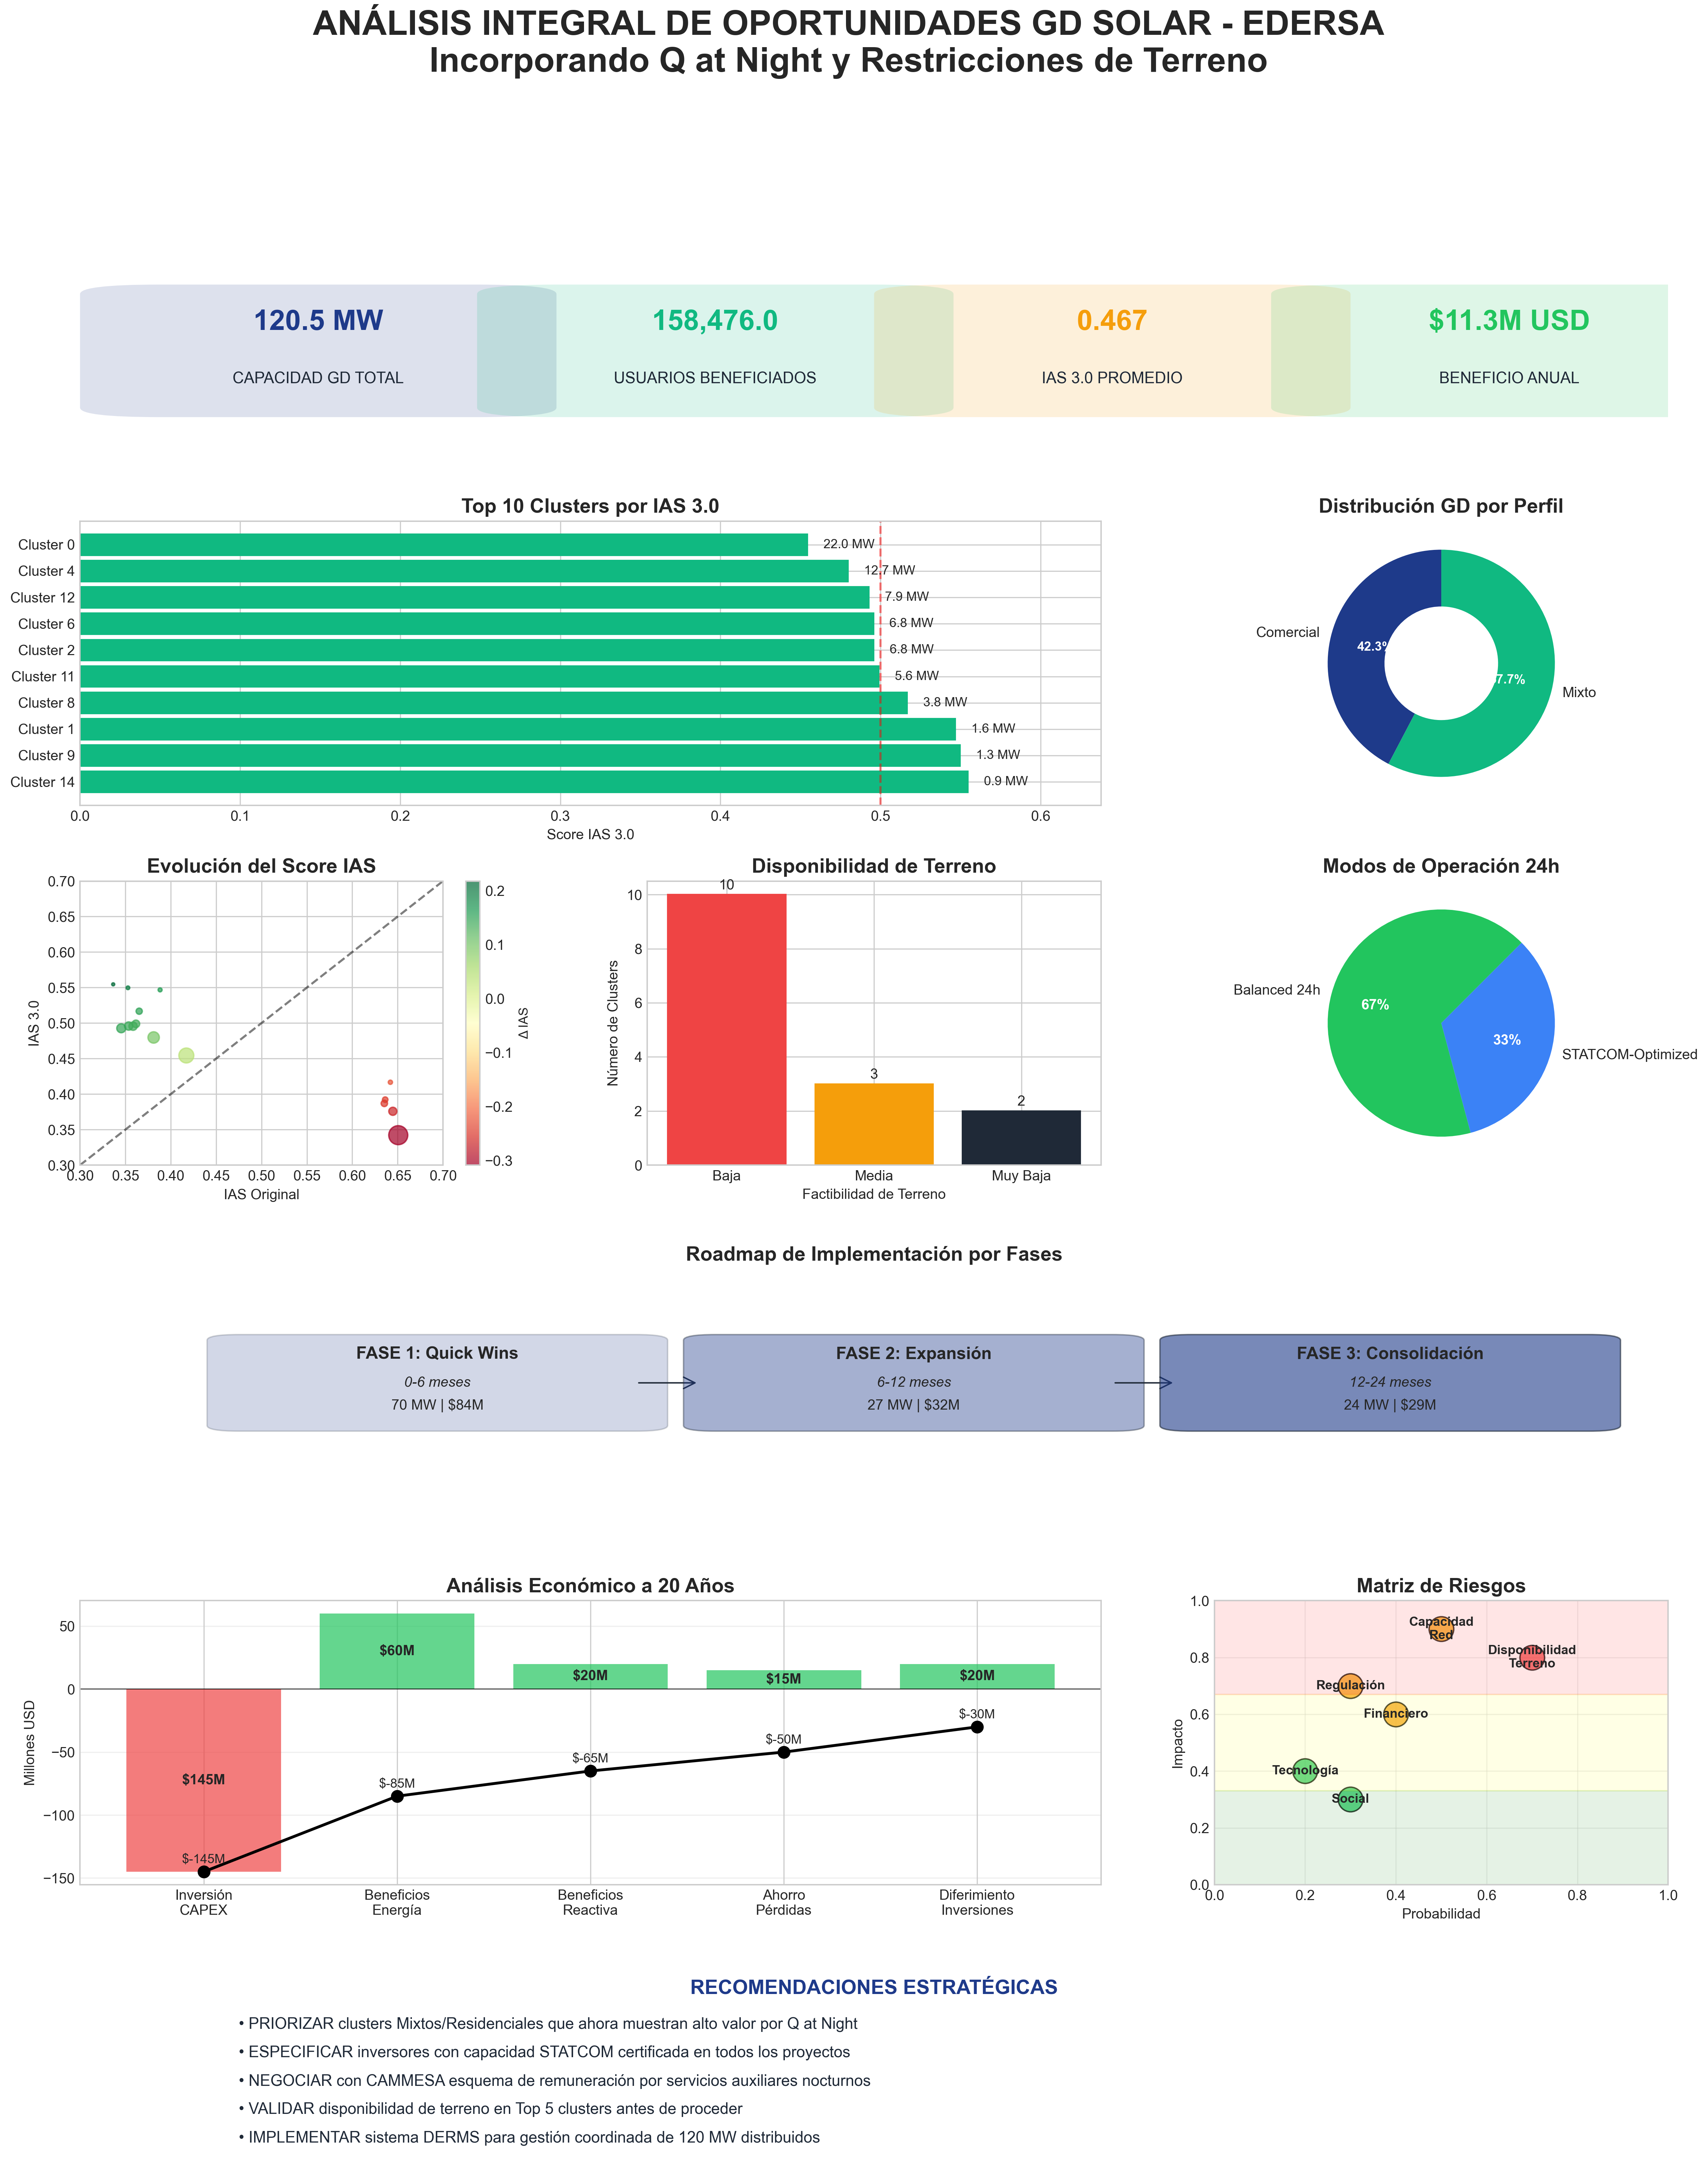 ANÁLISIS INTEGRAL DE OPORTUNIDADES GD SOLAR - EDERSA
Incorporando Q at Night y Restricciones de Terreno
120.5 MW
CAPACIDAD GD TOTAL
158,476.0
USUARIOS BENEFICIADOS
0.467
IAS 3.0 PROMEDIO
$11.3M USD
BENEFICIO ANUAL
Top 10 Clusters por IAS 3.0
Cluster 0
22.0 MW
Cluster 4
12.7 MW
Cluster 12
7.9 MW
Cluster 6
6.8 MW
Cluster 2
6.8 MW
Cluster 11
5.6 MW
Cluster 8
3.8 MW
Cluster 1
1.6 MW
Cluster 9
1.3 MW
Cluster 14
0.9 MW
0.0 0.1 0.2 0.3 0.4 0.5 0.6
Score IAS 3.0
Distribución GD por Perfil
Comercial
42.3%
7.7%
Mixto
Evolución del Score IAS
0.70
0.65
0.60
0.55
0.50
0.45
0.40
0.35
0.30
IAS 3.0
0.30 0.35 0.40 0.45 0.50 0.55 0.60 0.65 0.70
IAS Original
0.2
0.1
0.0
−0.1
−0.2
−0.3
Δ IAS
Disponibilidad de Terreno
10
8
6
4
2
0
Número de Clusters
10
3
2
Baja Media Muy Baja
Factibilidad de Terreno
Modos de Operación 24h
Balanced 24h
67%
33%
STATCOM-Optimized
Roadmap de Implementación por Fases
FASE 1: Quick Wins
0-6 meses
70 MW | $84M
FASE 2: Expansión
6-12 meses
27 MW | $32M
FASE 3: Consolidación
12-24 meses
24 MW | $29M
Análisis Económico a 20 Años
50
0
−50
−100
−150
Millones USD
$145M
$60M
$20M
$15M
$20M
$-145M
$-85M
$-65M
$-50M
$-30M
Inversión
CAPEX
Beneficios
Energía
Beneficios
Reactiva
Ahorro
Pérdidas
Diferimiento
Inversiones
Matriz de Riesgos
1.0
0.8
0.6
0.4
0.2
0.0
Impacto
Capacidad
Red
Disponibilidad
Terreno
Regulación
Financiero
Tecnología
Social
0.0 0.2 0.4 0.6 0.8 1.0
Probabilidad
RECOMENDACIONES ESTRATÉGICAS
• PRIORIZAR clusters Mixtos/Residenciales que ahora muestran alto valor por Q at Night
• ESPECIFICAR inversores con capacidad STATCOM certificada en todos los proyectos
• NEGOCIAR con CAMMESA esquema de remuneración por servicios auxiliares nocturnos
• VALIDAR disponibilidad de terreno en Top 5 clusters antes de proceder
• IMPLEMENTAR sistema DERMS para gestión coordinada de 120 MW distribuidos